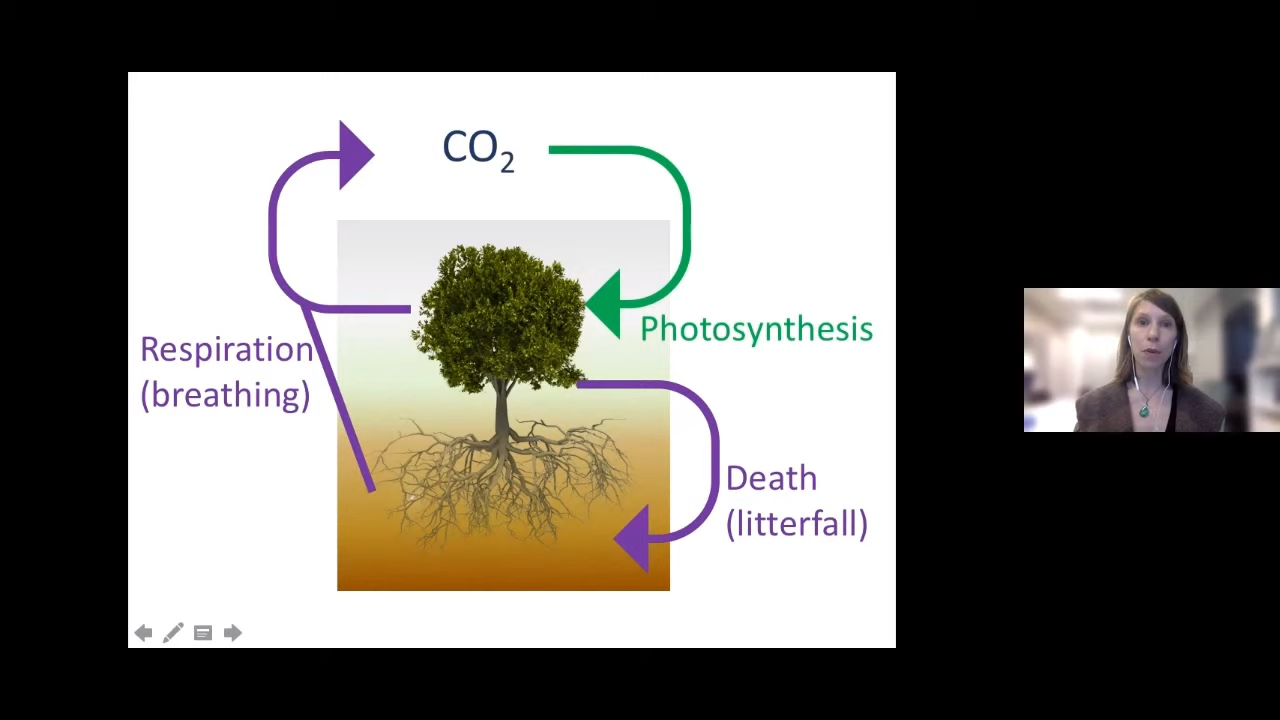 CO₂
Photosynthesis
Respiration
(breathing)
Death
(litterfall)